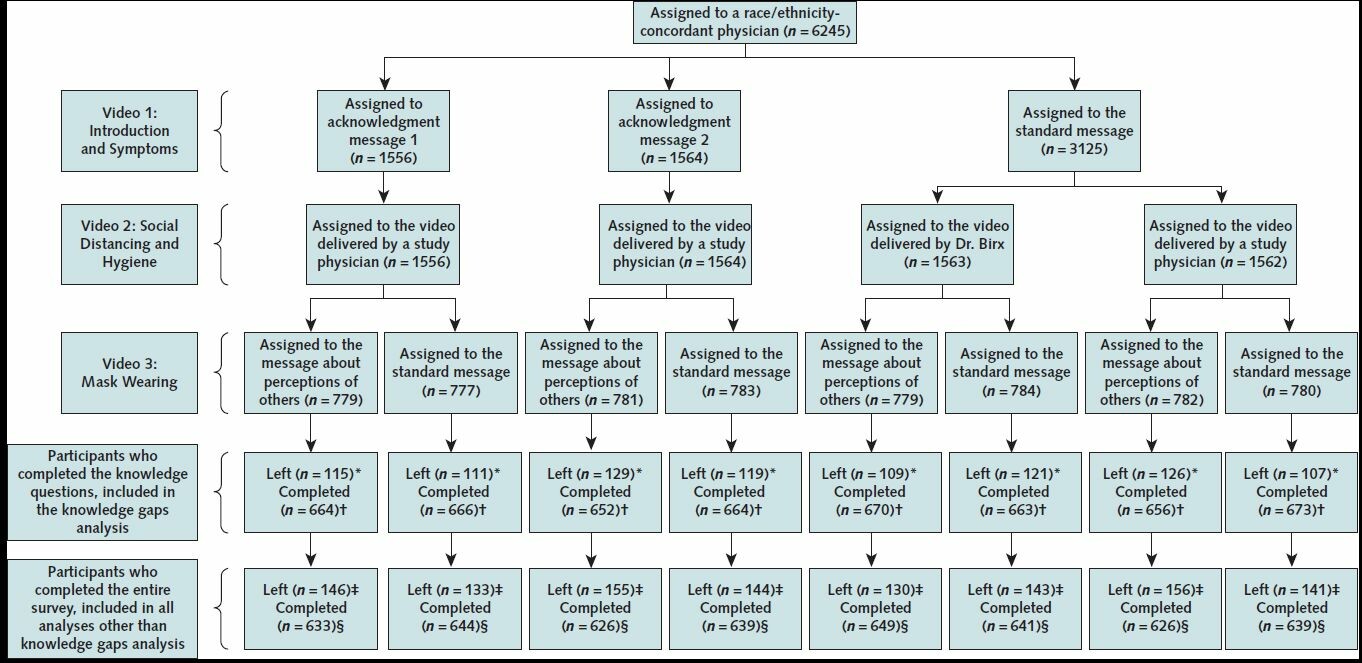 Assigned to a race/ethnicity-
concordant physician (n = 6245)
Video 1:
Introduction
and Symptoms
Assigned to
acknowledgment
message 1
(n = 1556)
Assigned to
acknowledgment
message 2
(n = 1564)
Assigned to the
standard message
(n = 3125)
Video 2: Social
Distancing and
Hygiene
Assigned to the video
delivered by a study
physician (n = 1556)
Assigned to the video
delivered by a study
physician (n = 1564)
Assigned to the video
delivered by Dr. Birx
(n = 1563)
Assigned to the video
delivered by a study
physician (n = 1562)
Video 3:
Mask Wearing
Assigned to the
message about
perceptions of
others (n = 779)
Assigned to the
standard message
(n = 777)
Assigned to the
message about
perceptions of
others (n = 781)
Assigned to the
standard message
(n = 783)
Assigned to the
message about
perceptions of
others (n = 779)
Assigned to the
standard message
(n = 784)
Assigned to the
message about
perceptions of
others (n = 782)
Assigned to the
standard message
(n = 780)
Participants who
completed the knowledge
questions, included in
the knowledge gaps
analysis
Left (n = 115)*
Completed
(n = 664)†
Left (n = 111)*
Completed
(n = 666)†
Left (n = 129)*
Completed
(n = 652)†
Left (n = 119)*
Completed
(n = 664)†
Left (n = 109)*
Completed
(n = 670)†
Left (n = 121)*
Completed
(n = 663)†
Left (n = 126)*
Completed
(n = 656)†
Left (n = 107)*
Completed
(n = 673)†
Participants who
completed the entire
survey, included in all
analyses other than
knowledge gaps analysis
Left (n = 146)‡
Completed
(n = 633)§
Left (n = 133)‡
Completed
(n = 644)§
Left (n = 155)‡
Completed
(n = 626)§
Left (n = 144)‡
Completed
(n = 639)§
Left (n = 130)‡
Completed
(n = 649)§
Left (n = 143)‡
Completed
(n = 641)§
Left (n = 156)‡
Completed
(n = 626)§
Left (n = 141)‡
Completed
(n = 639)§